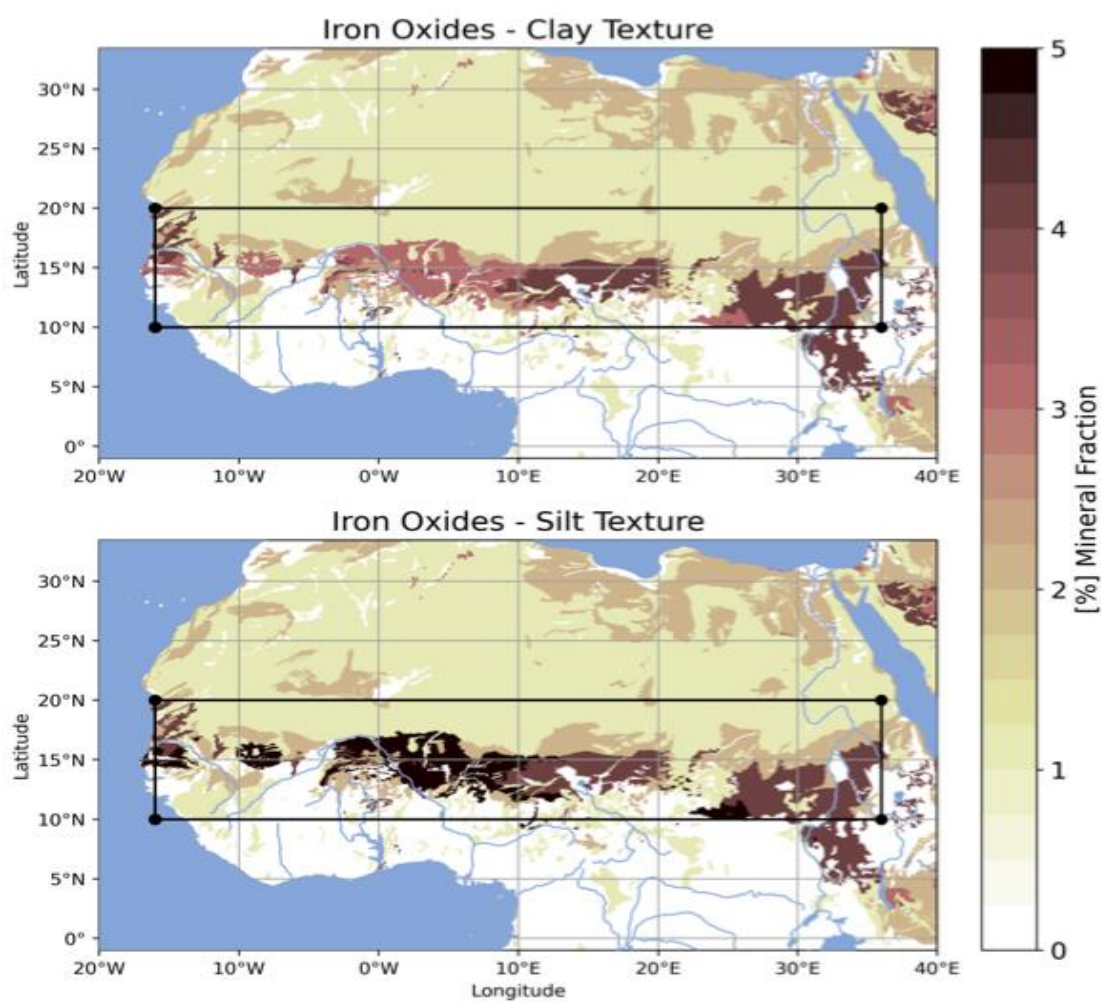 Iron Oxides - Clay Texture
30°N
25°N
20°N
15°N
10°N
5°N
0°
Latitude
20°W 10°W 0°W 10°E 20°E 30°E 40°E
Iron Oxides - Silt Texture
30°N
25°N
20°N
15°N
10°N
5°N
0°
Latitude
20°W 10°W 0°W 10°E 20°E 30°E 40°E
Longitude
5
4
3
2
1
0
[%] Mineral Fraction